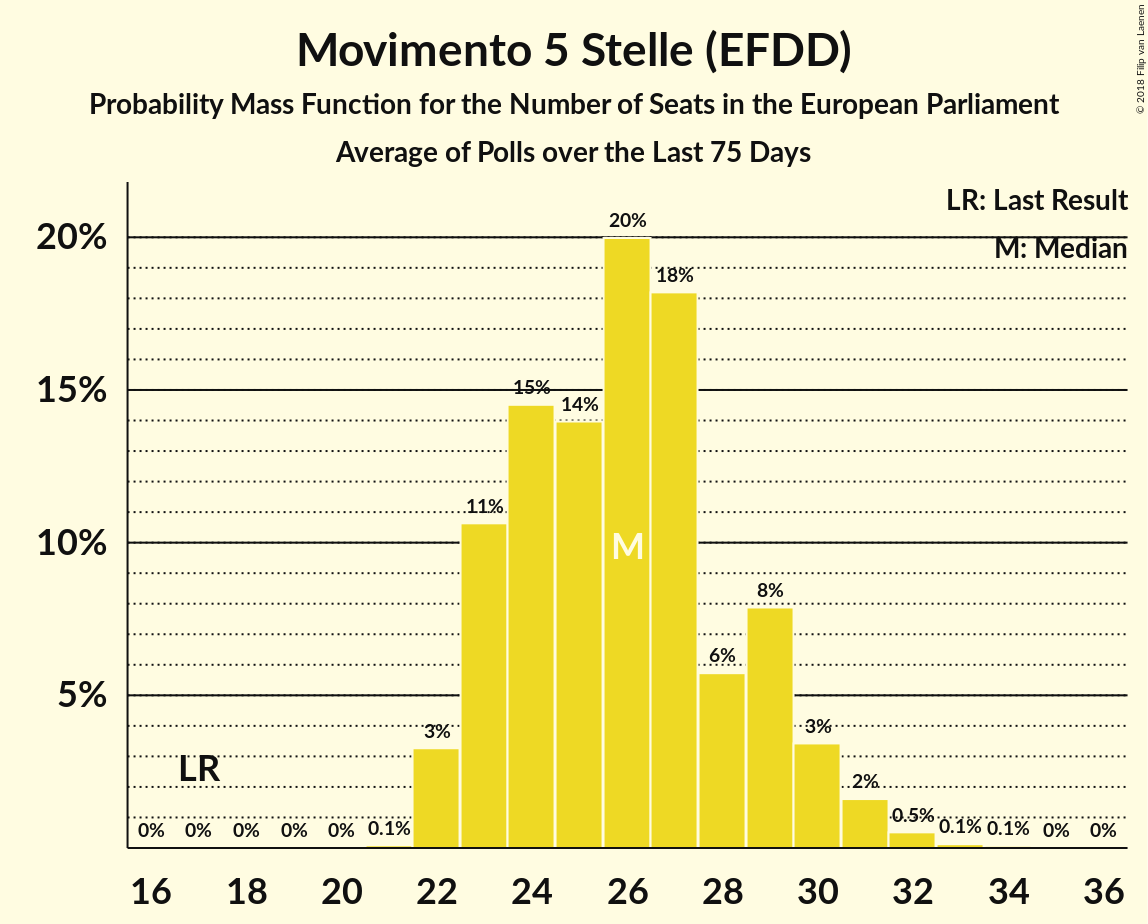 Movimento 5 Stelle (EFDD)
Probability Mass Function for the Number of Seats in the European Parliament
Average of Polls over the Last 75 Days
© 2018 Filip van Laenen
LR: Last Result
M: Median
20%
15%
10%
5%
0% 0% 0% 0% 0% 0.1% 3% 11% 15% 14% 20% 18% 6% 8% 3% 2% 0.5% 0.1% 0.1% 0% 0%
LR
M
16 18 20 22 24 26 28 30 32 34 36